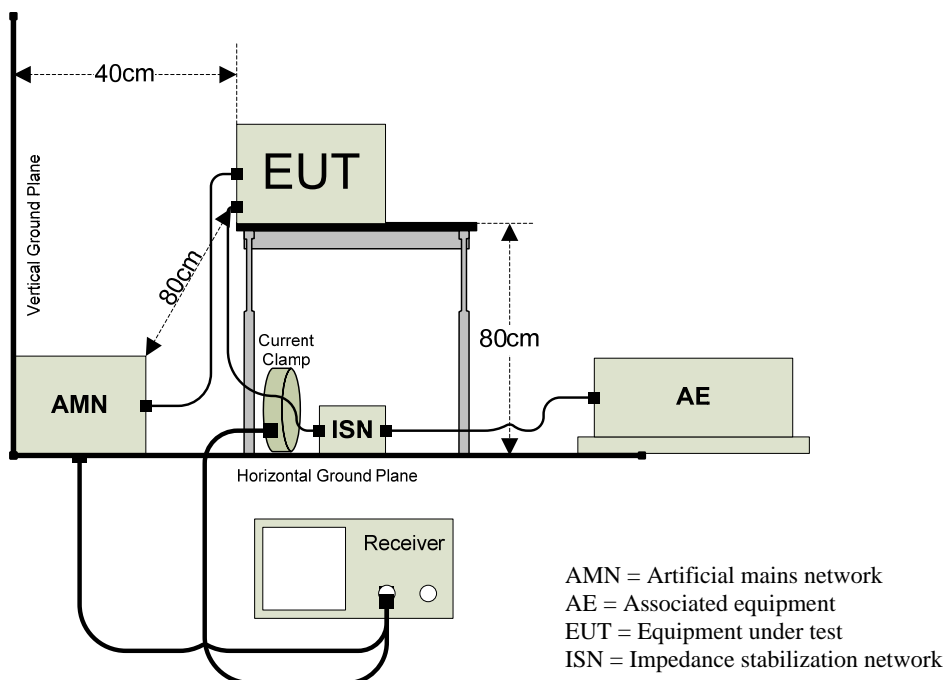 40cm
EUT
Vertical Ground Plane
80cm
80cm
Current
Clamp
AMN
ISN
AE
Horizontal Ground Plane
Receiver
AMN = Artificial mains network
AE = Associated equipment
EUT = Equipment under test
ISN = Impedance stabilization network